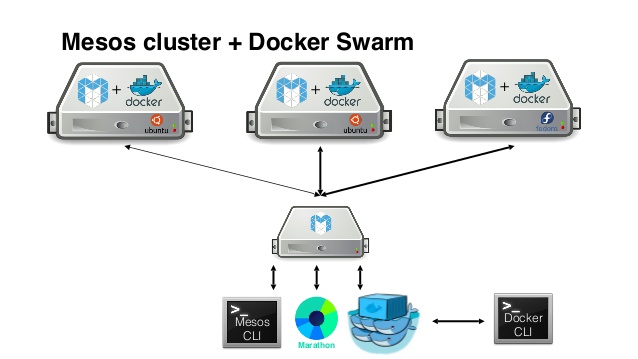 Mesos cluster + Docker Swarm
+ docker
ubuntu
+ docker
ubuntu
+ docker
fedora
>_
Mesos
CLI
Marathon
>_
Docker
CLI